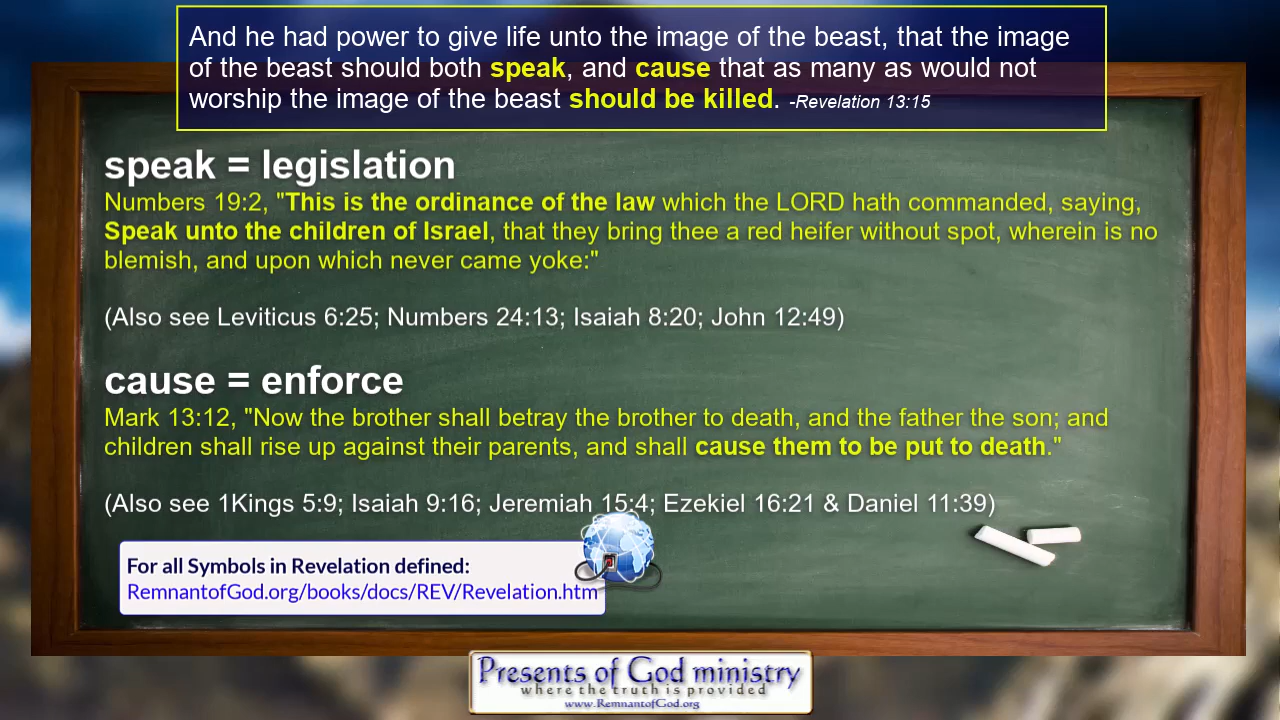 And he had power to give life unto the image of the beast, that the image
of the beast should both speak, and cause that as many as would not
worship the image of the beast should be killed. -Revelation 13:15
speak = legislation
Numbers 19:2, "This is the ordinance of the law which the LORD hath commanded, saying,
Speak unto the children of Israel, that they bring thee a red heifer without spot, wherein is no
blemish, and upon which never came yoke:"
(Also see Leviticus 6:25; Numbers 24:13; Isaiah 8:20; John 12:49)
cause = enforce
Mark 13:12, "Now the brother shall betray the brother to death, and the father the son; and
children shall rise up against their parents, and shall cause them to be put to death."
(Also see 1Kings 5:9; Isaiah 9:16; Jeremiah 15:4; Ezekiel 16:21 & Daniel 11:39)
For all Symbols in Revelation defined:
RemnantofGod.org/books/docs/REV/Revelation.htm
Presents of God ministry
where the truth is provided
www.RemnantofGod.org